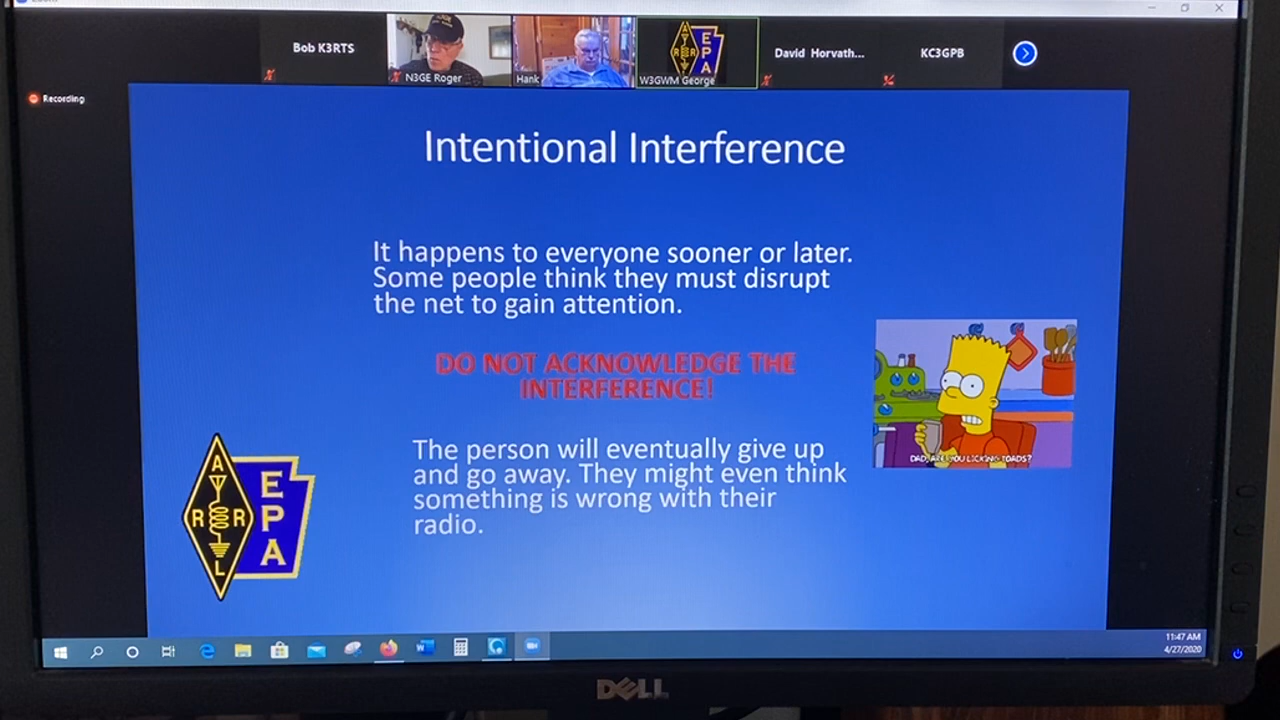 Bob K3RTS
N3GE Roger
Hank
W3GWM George
David Horvath...
KC3GPB
Recording
Intentional Interference
It happens to everyone sooner or later.
Some people think they must disrupt
the net to gain attention.
DO NOT ACKNOWLEDGE THE
INTERFERENCE!
The person will eventually give up
and go away. They might even think
something is wrong with their
radio.
DAD, ARE YOU LICKING TOADS?
A
R R
L
E
P
A
11:47 AM
4/27/2020
DELL